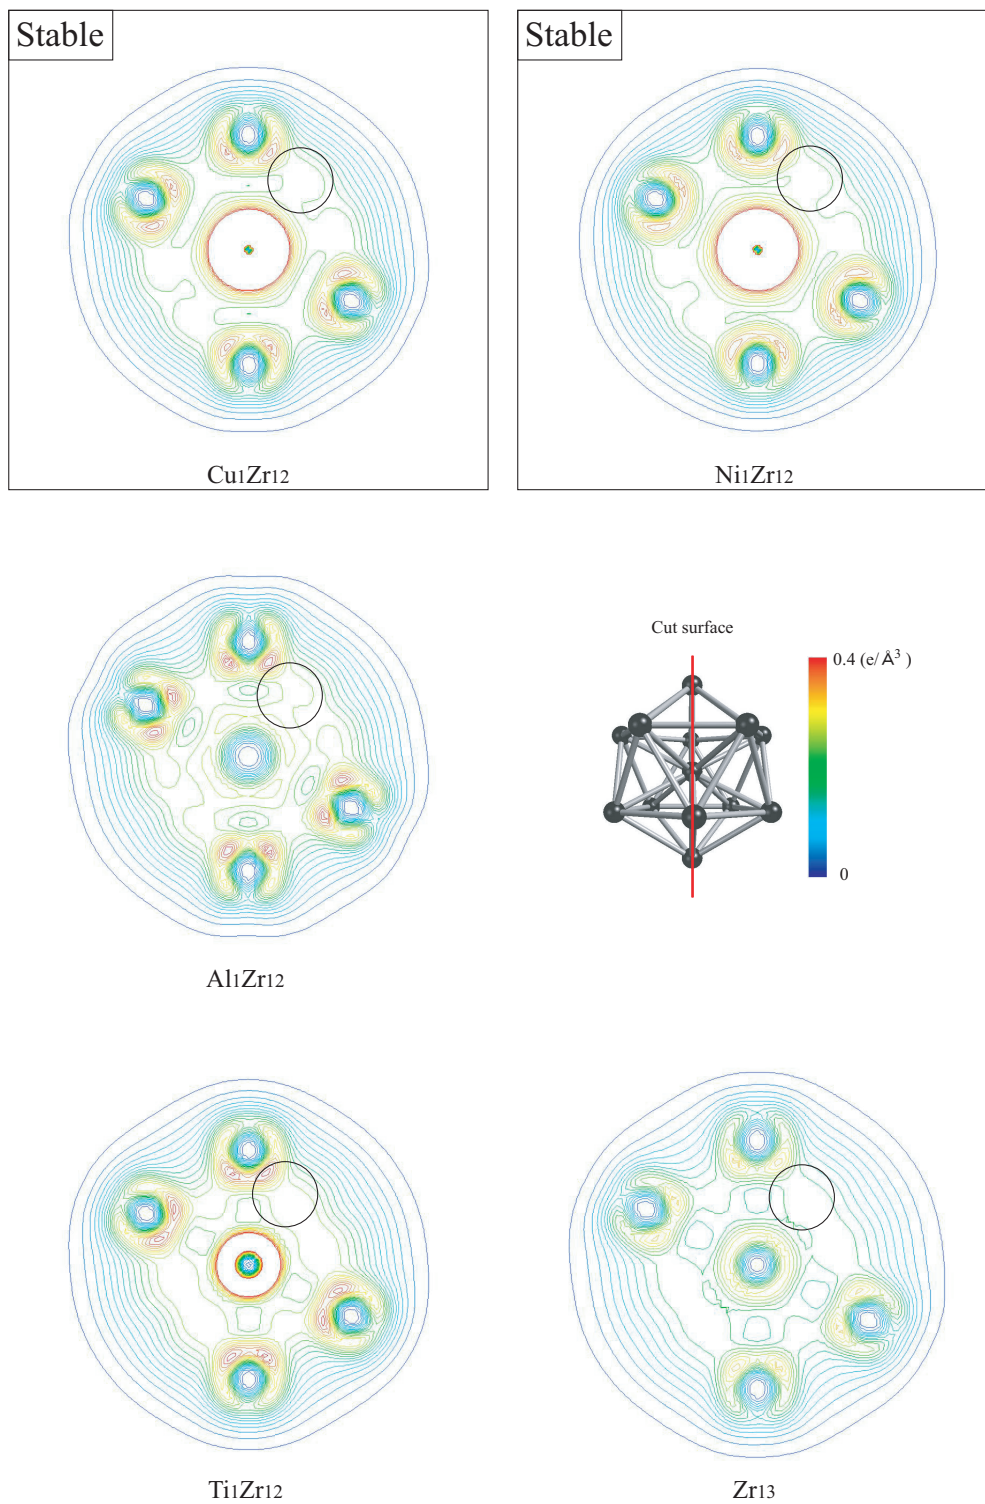 Stable
Stable
Cu1Zr12
Ni1Zr12
Cut surface
0.4 (e/Å3 )
0
Al1Zr12
Ti1Zr12
Zr13